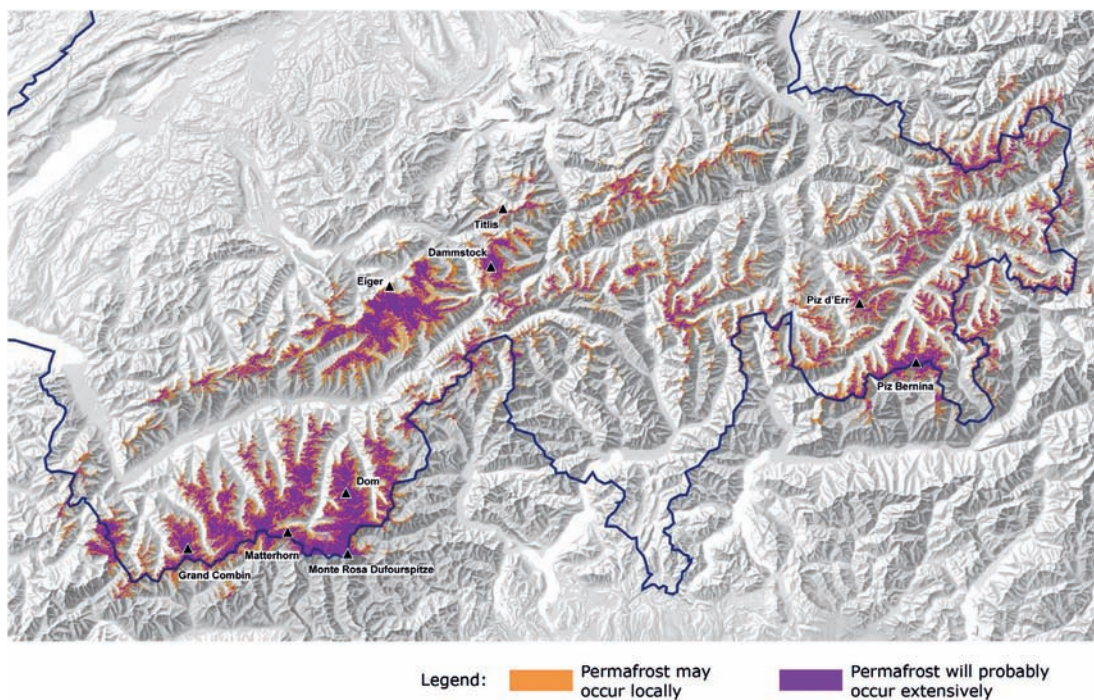 Titlis
Dammstock
Eiger
Piz d'Err
Piz Bernina
Dom
Matterhorn
Grand Combin
Monte Rosa Dufourspitze
Legend:
Permafrost may
occur locally
Permafrost will probably
occur extensively